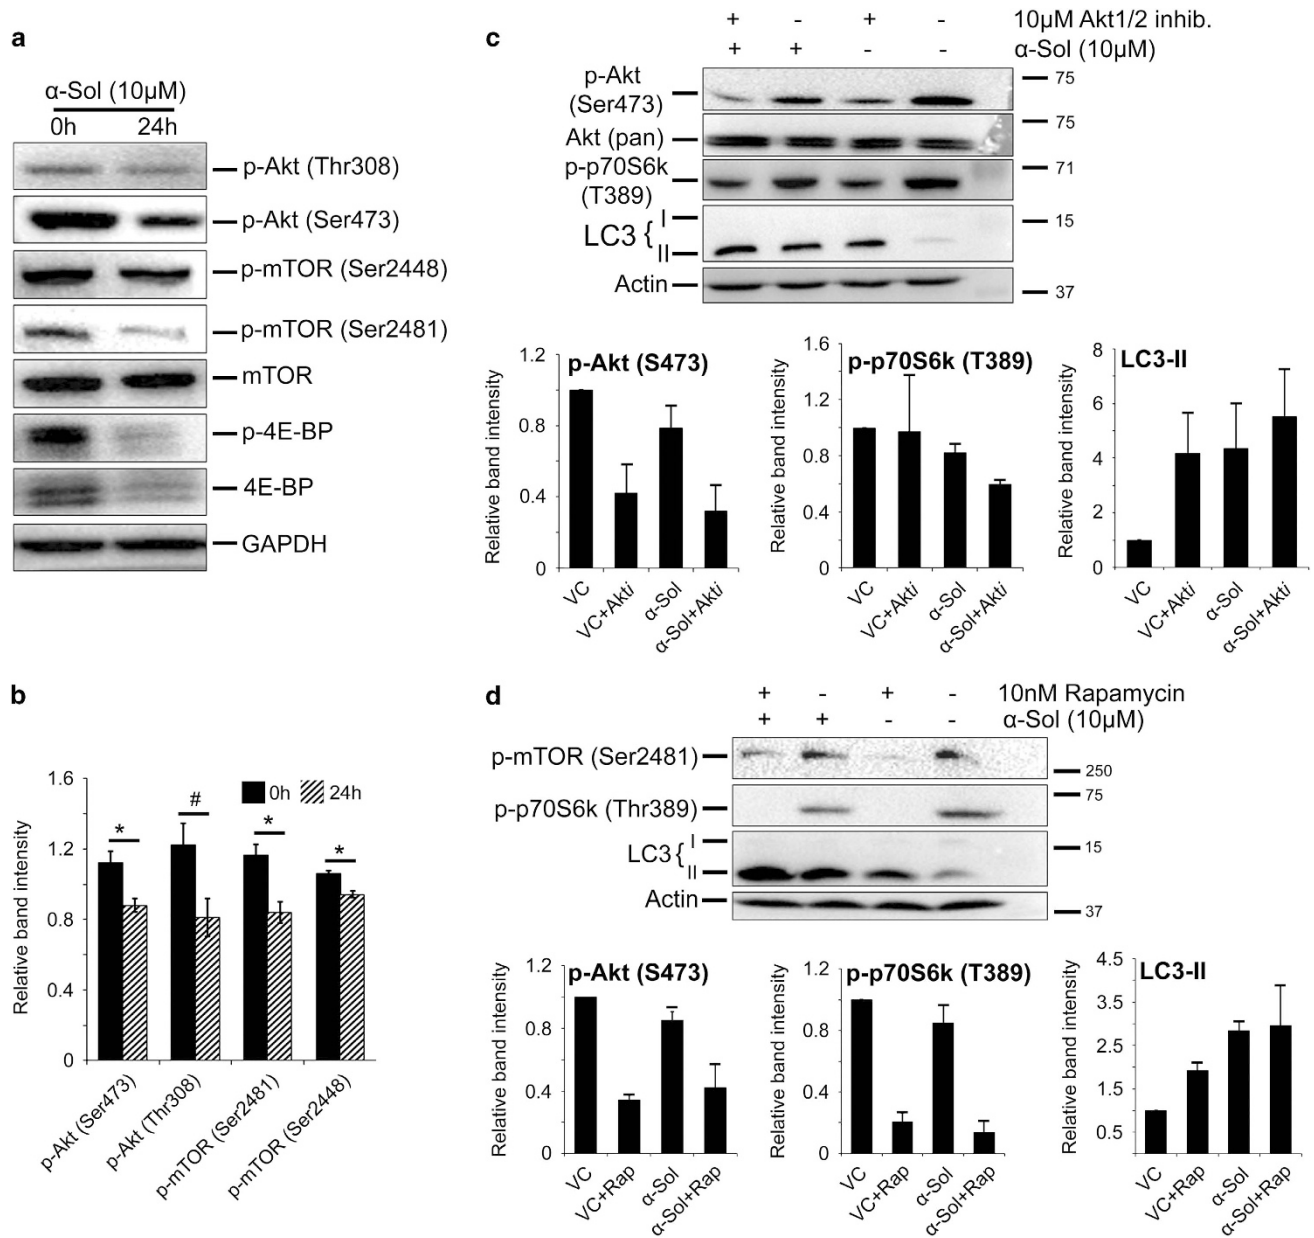 a
α-Sol (10µM)
0h 24h
p-Akt (Thr308)
p-Akt (Ser473)
p-mTOR (Ser2448)
p-mTOR (Ser2481)
mTOR
p-4E-BP
4E-BP
GAPDH
b
1.6
1.2
0.8
0.4
0
Relative band intensity
0h 24h
* # * *
p-Akt (Ser473)
p-Akt (Thr308)
p-mTOR (Ser2481)
p-mTOR (Ser2448)
c
+ - + - 10µM Akt1/2 inhib.
+ + - - α-Sol (10µM)
p-Akt
(Ser473)
75
Akt (pan)
75
p-p70S6k
(T389)
71
LC3 { I
II
15
Actin
37
p-Akt (S473)
Relative band intensity
1.2
0.8
0.4
0
VC
VC+Akti
α-Sol
α-Sol+Akti
p-p70S6k (T389)
Relative band intensity
1.6
1.2
0.8
0.4
0
VC
VC+Akti
α-Sol
α-Sol+Akti
LC3-II
Relative band intensity
8
6
4
2
0
VC
VC+Akti
α-Sol
α-Sol+Akti
d
+ - + - 10nM Rapamycin
+ + - - α-Sol (10µM)
p-mTOR (Ser2481)
250
p-p70S6k (Thr389)
75
LC3 { I
II
15
Actin
37
p-Akt (S473)
Relative band intensity
1.2
0.8
0.4
0
VC
VC+Rap
α-Sol
α-Sol+Rap
p-p70S6k (T389)
Relative band intensity
1.2
0.8
0.4
0
VC
VC+Rap
α-Sol
α-Sol+Rap
LC3-II
Relative band intensity
4.5
3.5
2.5
1.5
0.5
VC
VC+Rap
α-Sol
α-Sol+Rap